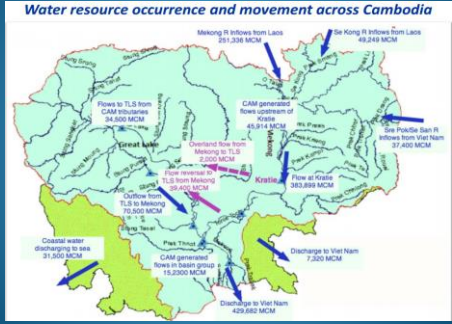 Water resource occurrence and movement across Cambodia
Mekong R Inflows from Laos
251,336 MCM
Se Kong R Inflows from Laos
49,249 MCM
Flows to TLS from
CAM tributaries
34,500 MCM
CAM generated
flows upstream of
Kratie
45,914 MCM
Great Lake
Mekong
Sre Pok/Se San R
Inflows from Viet Nam
37,400 MCM
Overland flow from
Mekong to TLS
2,000 MCM
Flow reversal to
TLS from Mekong
39,400 MCM
Kratie
Flow at Kratie
383,899 MCM
Outflow from
TLS to Mekong
70,500 MCM
Coastal water
discharging to sea
31,500 MCM
CAM generated
flows in basin group
15,2300 MCM
Discharge to Viet Nam
7,320 MCM
Discharge to Viet Nam
429,682 MCM